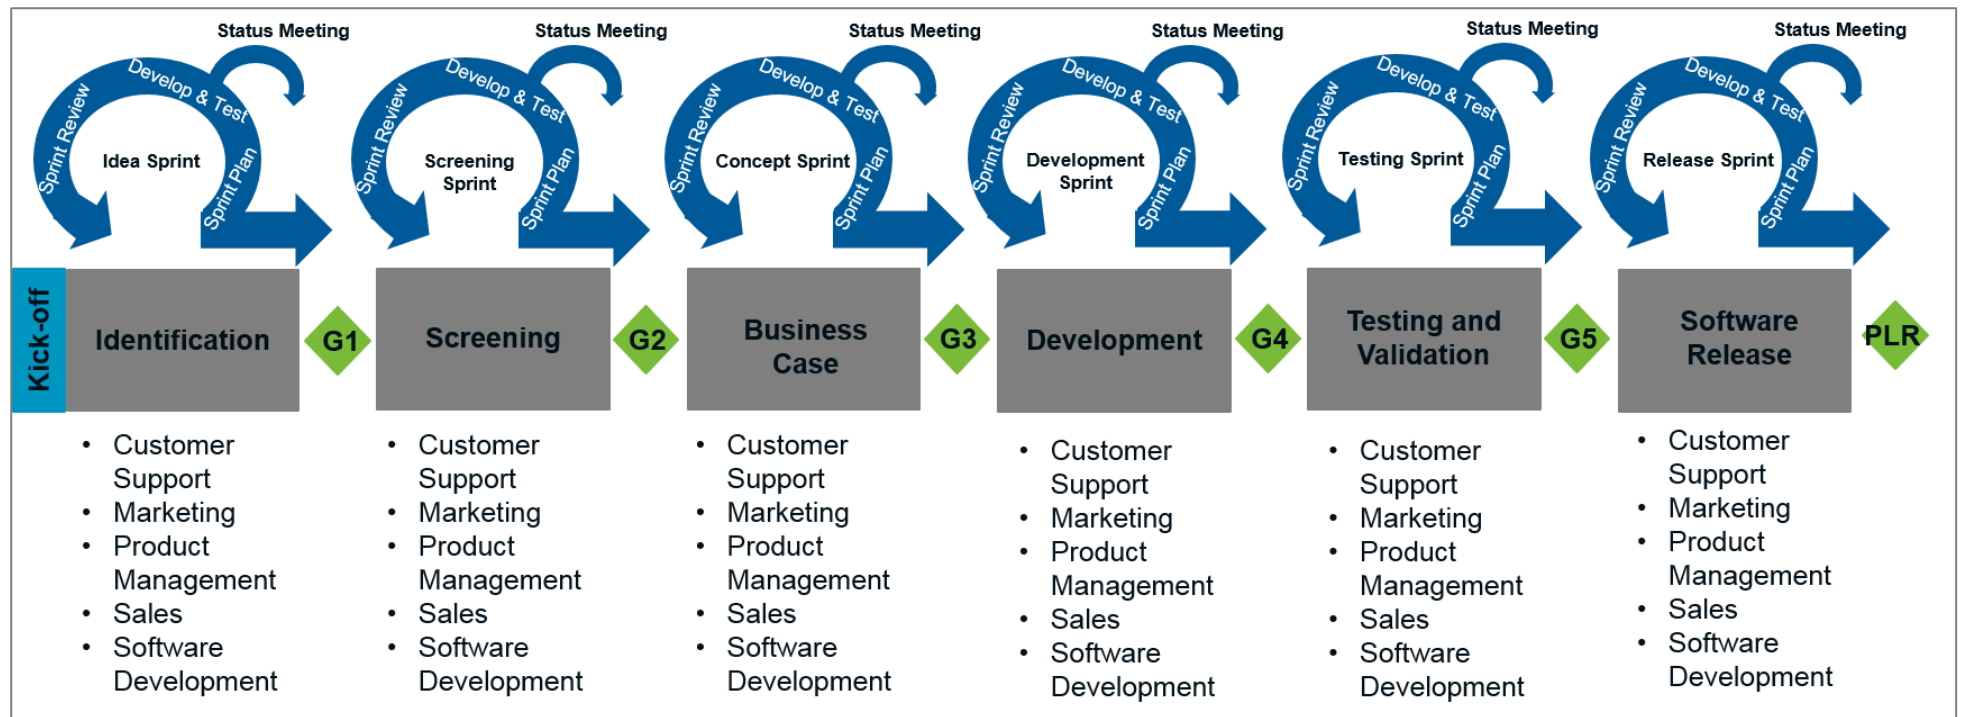 Status Meeting
Status Meeting
Status Meeting
Status Meeting
Status Meeting
Status Meeting
Sprint Review
Develop & Test
Sprint Plan
Idea Sprint
Sprint Review
Develop & Test
Sprint Plan
Screening
Sprint
Sprint Review
Develop & Test
Sprint Plan
Concept Sprint
Sprint Review
Develop & Test
Sprint Plan
Development
Sprint
Sprint Review
Develop & Test
Sprint Plan
Testing Sprint
Sprint Review
Develop & Test
Sprint Plan
Release Sprint
Kick-off
Identification
G1
Screening
G2
Business
Case
G3
Development
G4
Testing and
Validation
G5
Software
Release
PLR
• Customer
Support
• Marketing
• Product
Management
• Sales
• Software
Development
• Customer
Support
• Marketing
• Product
Management
• Sales
• Software
Development
• Customer
Support
• Marketing
• Product
Management
• Sales
• Software
Development
• Customer
Support
• Marketing
• Product
Management
• Sales
• Software
Development
• Customer
Support
• Marketing
• Product
Management
• Sales
• Software
Development
• Customer
Support
• Marketing
• Product
Management
• Sales
• Software
Development